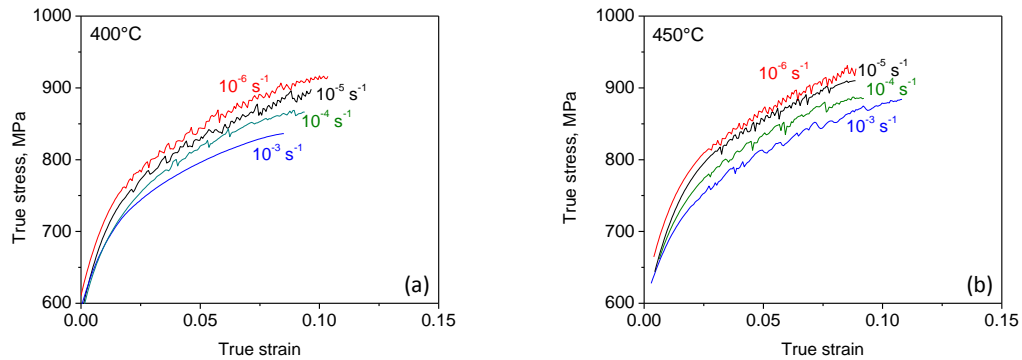 400°C
10-6 s-1
10-5 s-1
10-4 s-1
10-3 s-1
(a)
True stress, MPa
1000
900
800
700
600
0.00
0.05
0.10
0.15
True strain
450°C
10-6 s-1
10-5 s-1
10-4 s-1
10-3 s-1
(b)
True stress, MPa
1000
900
800
700
600
0.00
0.05
0.10
0.15
True strain